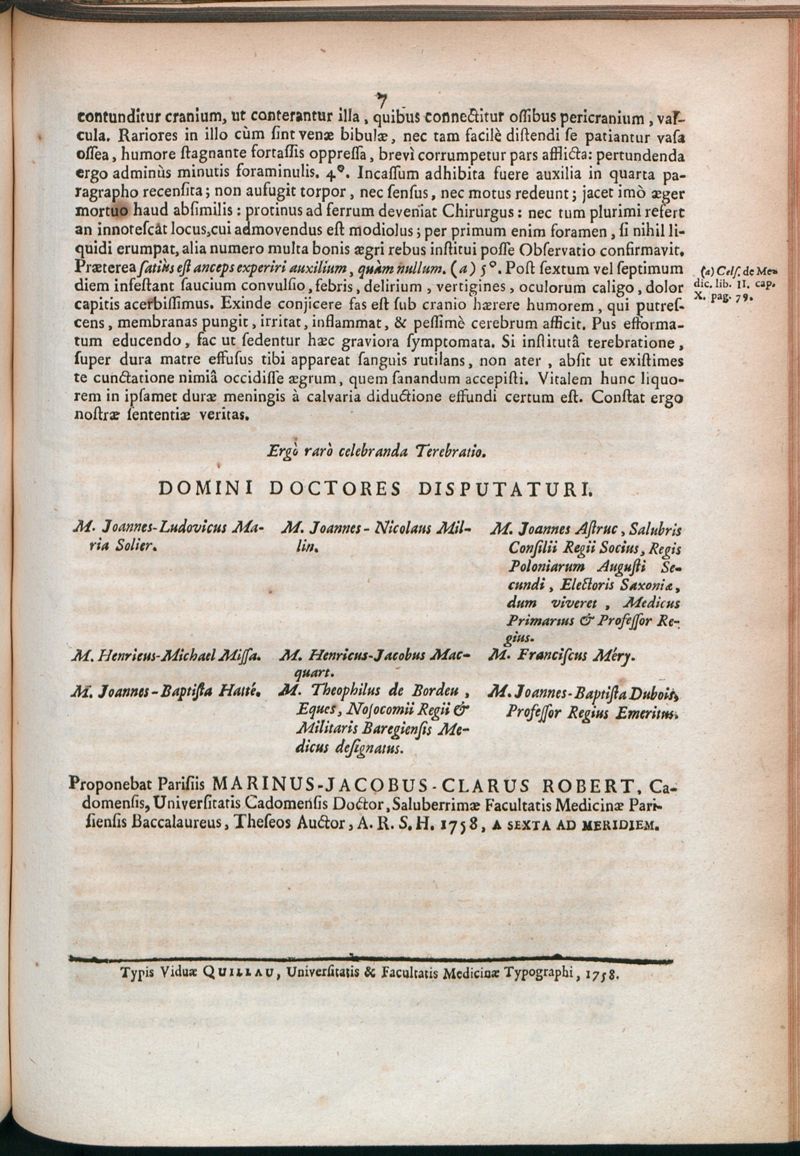 7
contunditur cranium, ut conterantur illa, quibus connectitur ossibus pericranium, vas-
cula. Rariores in illo cùm sint venæ bibulæ, nec tam facilè distendi se patiantur vasa
ossea, humore stagnante fortassis oppressa, brevì corrumpetur pars afflicta: pertundenda
ergo adminùs minutis foraminulis. 4°. Incassum adhibita fuere auxilia in quarta pa-
ragrapho recensita; non aufugit torpor, nec sensus, nec motus redeunt; jacet imò æger
mortuo haud absimilis: protinus ad ferrum deveniat Chirurgus: nec tum plurimi refert
an innotescât locus, cui admovendus est modiolus; per primum enim foramen, si nihil li-
quidi erumpat, alia numero multa bonis ægri rebus institui posse Observatio confirmavit.
Præterea satiùs est anceps experiri auxilium, quàm nullum. (a) 5°. Post sextum vel septimum
diem infestant saucium convulsio, febris, delirium, vertigines, oculorum caligo, dolor
capitis acerbissimus. Exinde conjicere fas est sub cranio hærere humorem, qui putres-
cens, membranas pungit, irritat, inflammat, & pessimè cerebrum afficit. Pus efforma-
tum educendo, fac ut sedentur hæc graviora symptomata. Si institutâ terebratione,
super dura matre effusus tibi appareat sanguis rutilans, non ater, absit ut existimes
te cunctatione nimiâ occidisse ægrum, quem sanandum accepisti. Vitalem hunc liquo-
rem in ipsamet duræ meningis à calvaria diductione effundi certum est. Constat ergo
nostræ sententiæ veritas.
(a) Cels. de Me-
dic. lib. II. cap.
X. pag. 79.
Ergò rarò celebranda Terebratio.
DOMINI DOCTORES DISPUTATURI.
M. Joannes-Ludovicus Ma-
ria Solier.
M. Joannes-Nicolaus Mil-
lin.
M. Joannes Astruc, Salubris
Consilii Regii Socius, Regis
Poloniarum Augusti Se-
cundi, Electoris Saxoniæ,
dum viveret, Medicus
Primarius & Professor Re-
gius.
M. Henricus-Michael Missa.
M. Henricus-Jacobus Mac-
quart.
M. Franciscus Méry.
M. Joannes-Baptista Hatté.
M. Theophilus de Bordeu,
Eques, Nosocomii Regii &
Militaris Baregiensis Me-
dicus designatus.
M. Joannes-Baptista Dubois,
Professor Regius Emeritus.
Proponebat Parisiis MARINUS-JACOBUS-CLARUS ROBERT, Ca-
domensis, Universitatis Cadomensis Doctor, Saluberrimæ Facultatis Medicinæ Pari-
siensis Baccalaureus, Theseos Auctor, A. R. S. H. 1758, A SEXTA AD MERIDIEM.
Typis Viduæ QUILLAU, Universitatis & Facultatis Medicinæ Typographi, 1758.